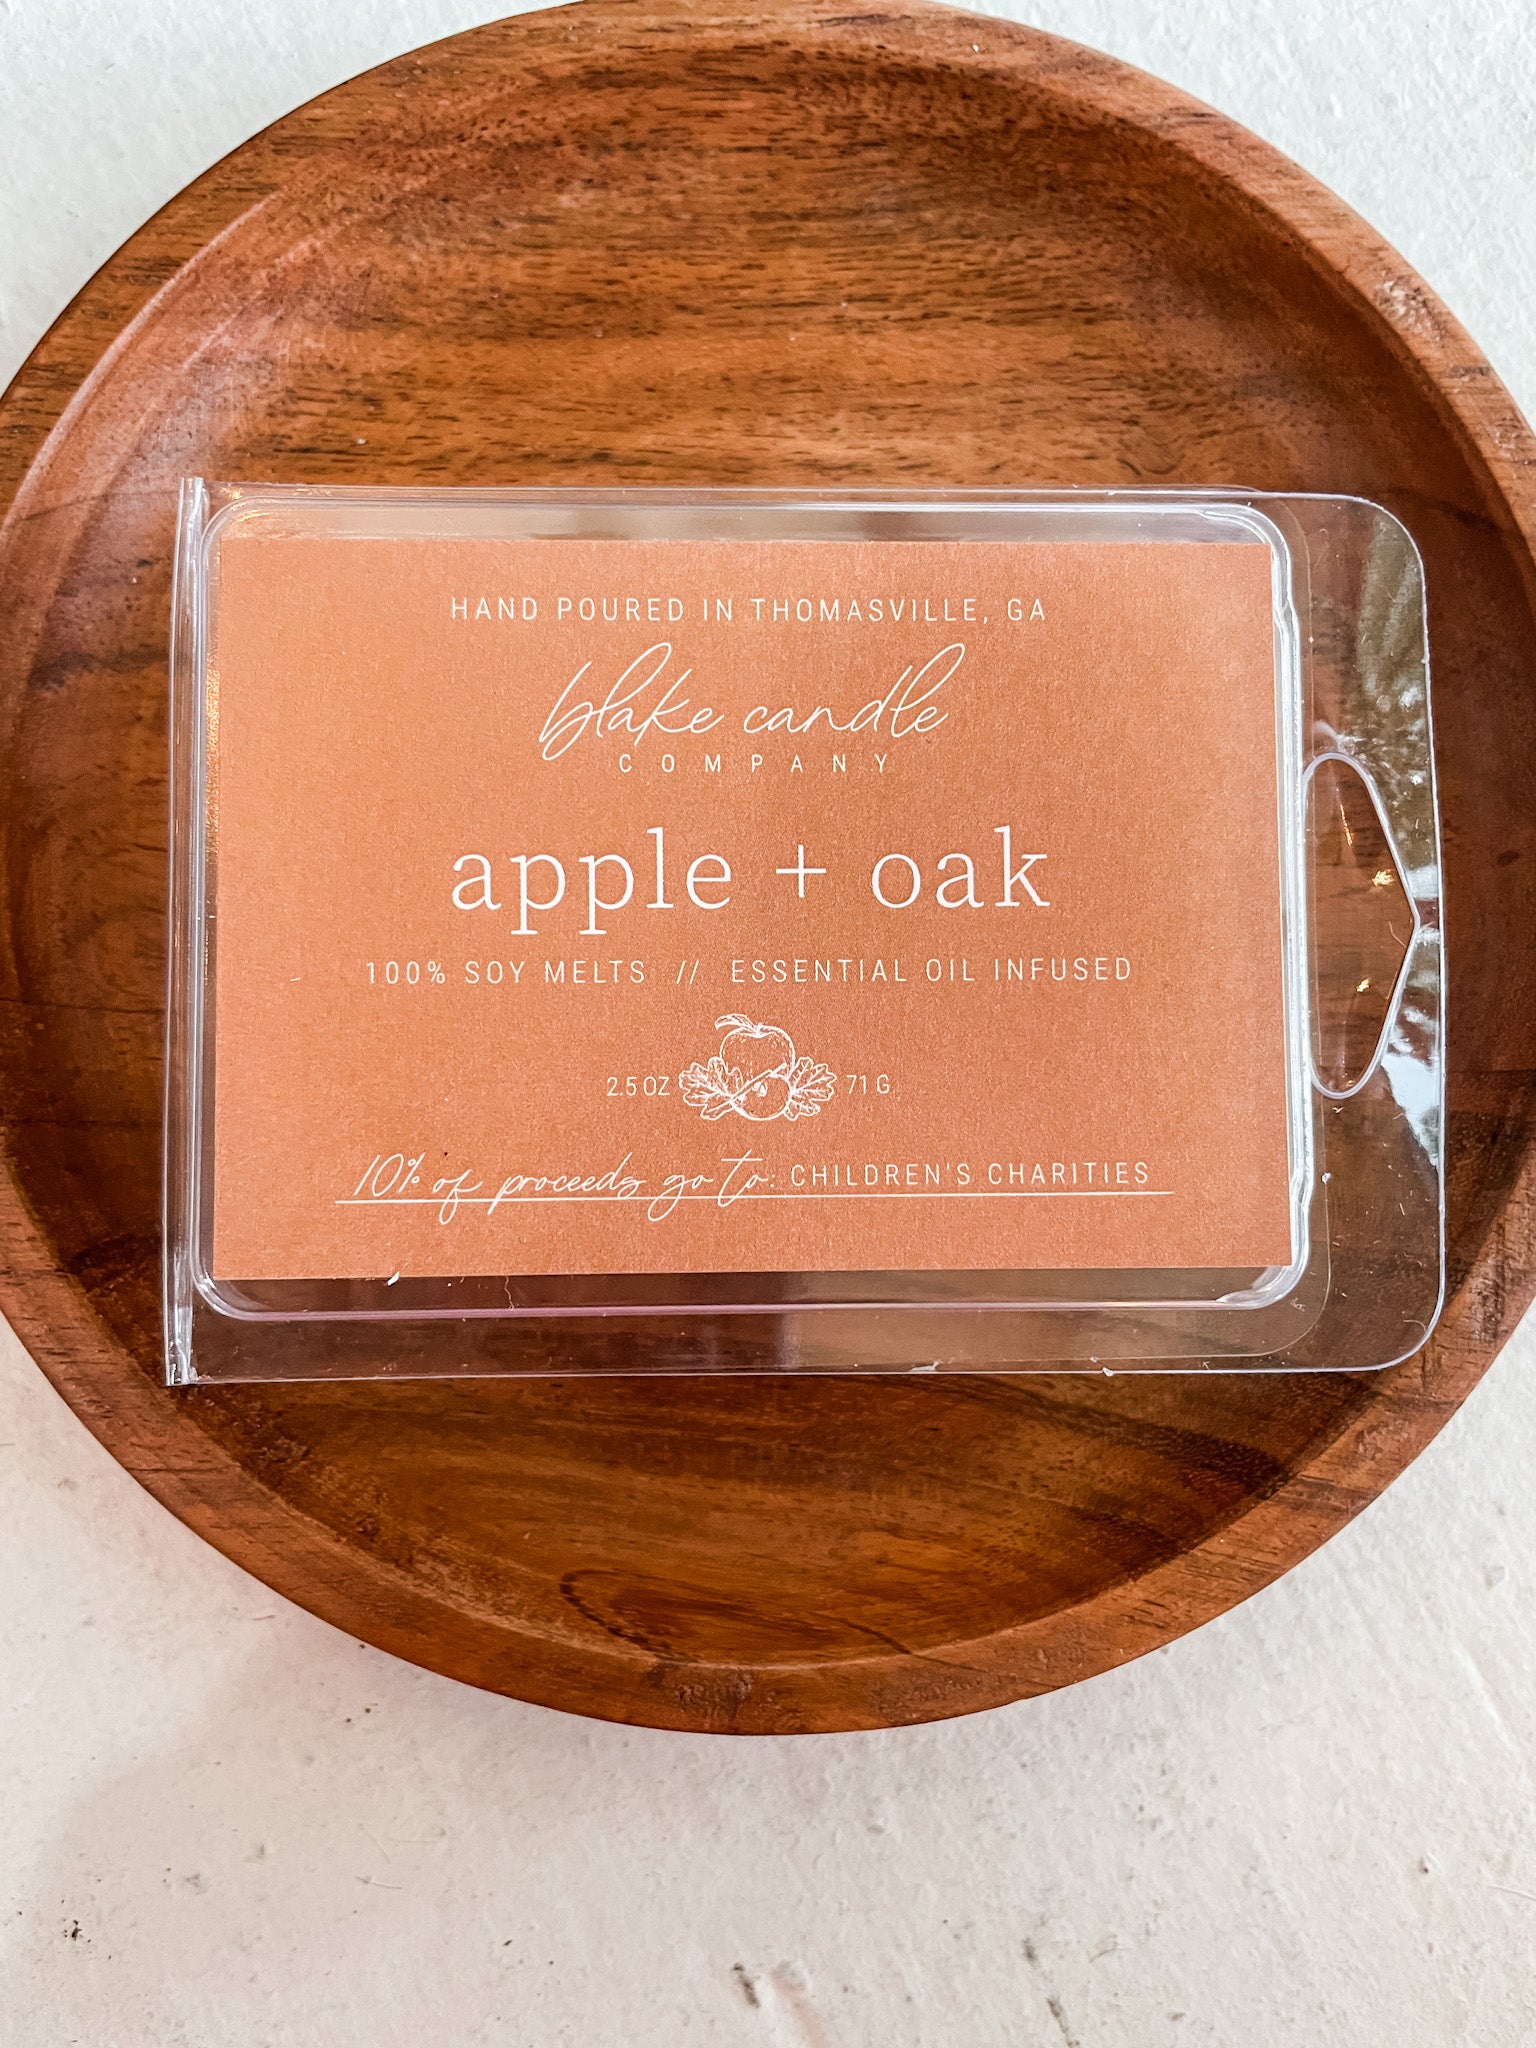 HAND POURED IN THOMASVILLE, GA
blake candle
COMPANY
apple + oak
100% SOY MELTS // ESSENTIAL OIL INFUSED
2.5 OZ 71 G
10% of proceeds go to: CHILDREN'S CHARITIES